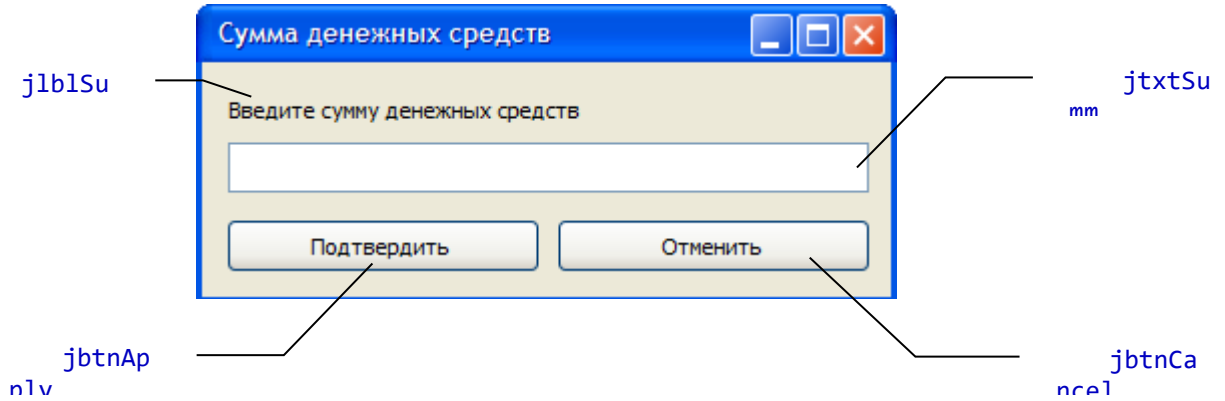 Сумма денежных средств
jlblSu
jtxtSu
mm
Введите сумму денежных средств
Подтвердить
Отменить
jbtnAp
ply
jbtnCa
ncel